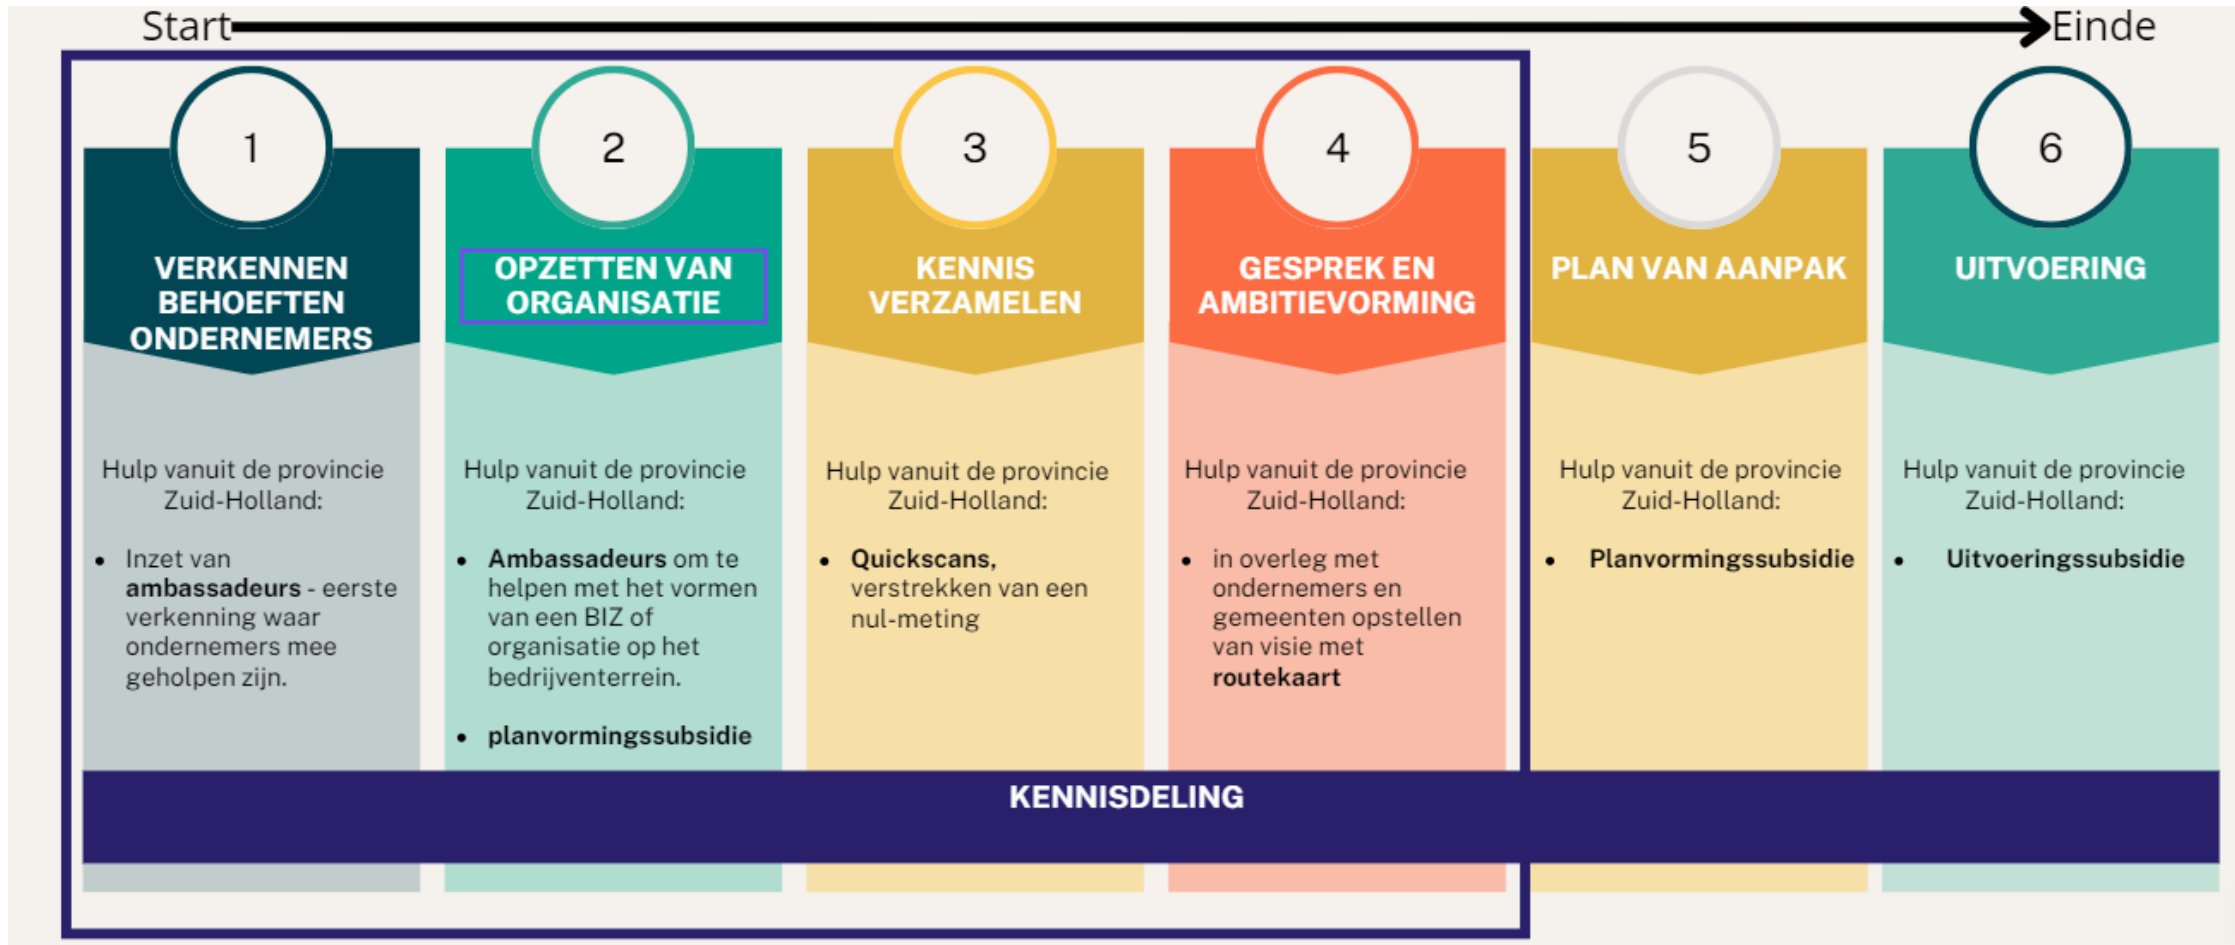 Start
Einde
1
VERKENNEN
BEHOEFTEN
ONDERNEMERS
Hulp vanuit de provincie
Zuid-Holland:
• Inzet van
ambassadeurs - eerste
verkenning waar
ondernemers mee
geholpen zijn.
2
OPZETTEN VAN
ORGANISATIE
Hulp vanuit de provincie
Zuid-Holland:
• Ambassadeurs om te
helpen met het vormen
van een BIZ of
organisatie op het
bedrijventerrein.
• planvormingssubsidie
3
KENNIS
VERZAMELEN
Hulp vanuit de provincie
Zuid-Holland:
• Quickscans,
verstrekken van een
nul-meting
4
GESPREK EN
AMBITIEVORMING
Hulp vanuit de provincie
Zuid-Holland:
• in overleg met
ondernemers en
gemeenten opstellen
van visie met
routekaart
5
PLAN VAN AANPAK
Hulp vanuit de provincie
Zuid-Holland:
• Planvormingssubsidie
6
UITVOERING
Hulp vanuit de provincie
Zuid-Holland:
• Uitvoeringssubsidie
KENNISDELING